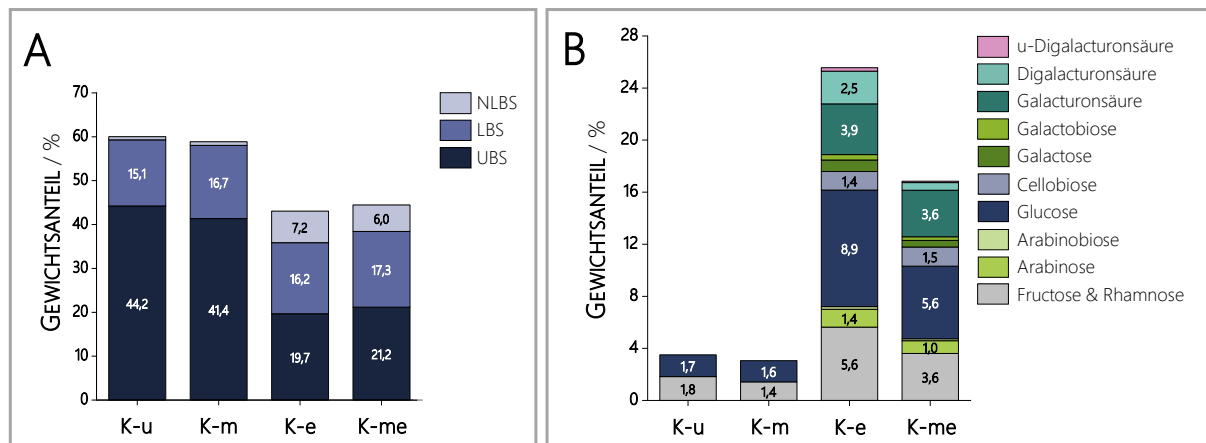 A
GEWICHTSANTEIL / %
70
60
50
40
30
20
10
0
15,1
44,2
16,7
41,4
7,2
16,2
19,7
6,0
17,3
21,2
K-u K-m K-e K-me
NLBS
LBS
UBS
B
GEWICHTSANTEIL / %
28
24
20
16
12
8
4
0
1,7
1,8
1,6
1,4
2,5
3,9
1,4
8,9
1,4
5,6
3,6
1,5
5,6
1,0
3,6
K-u K-m K-e K-me
u-Digalacturonsäure
Digalacturonsäure
Galacturonsäure
Galactobiose
Galactose
Cellobiose
Glucose
Arabinobiose
Arabinose
Fructose & Rhamnose